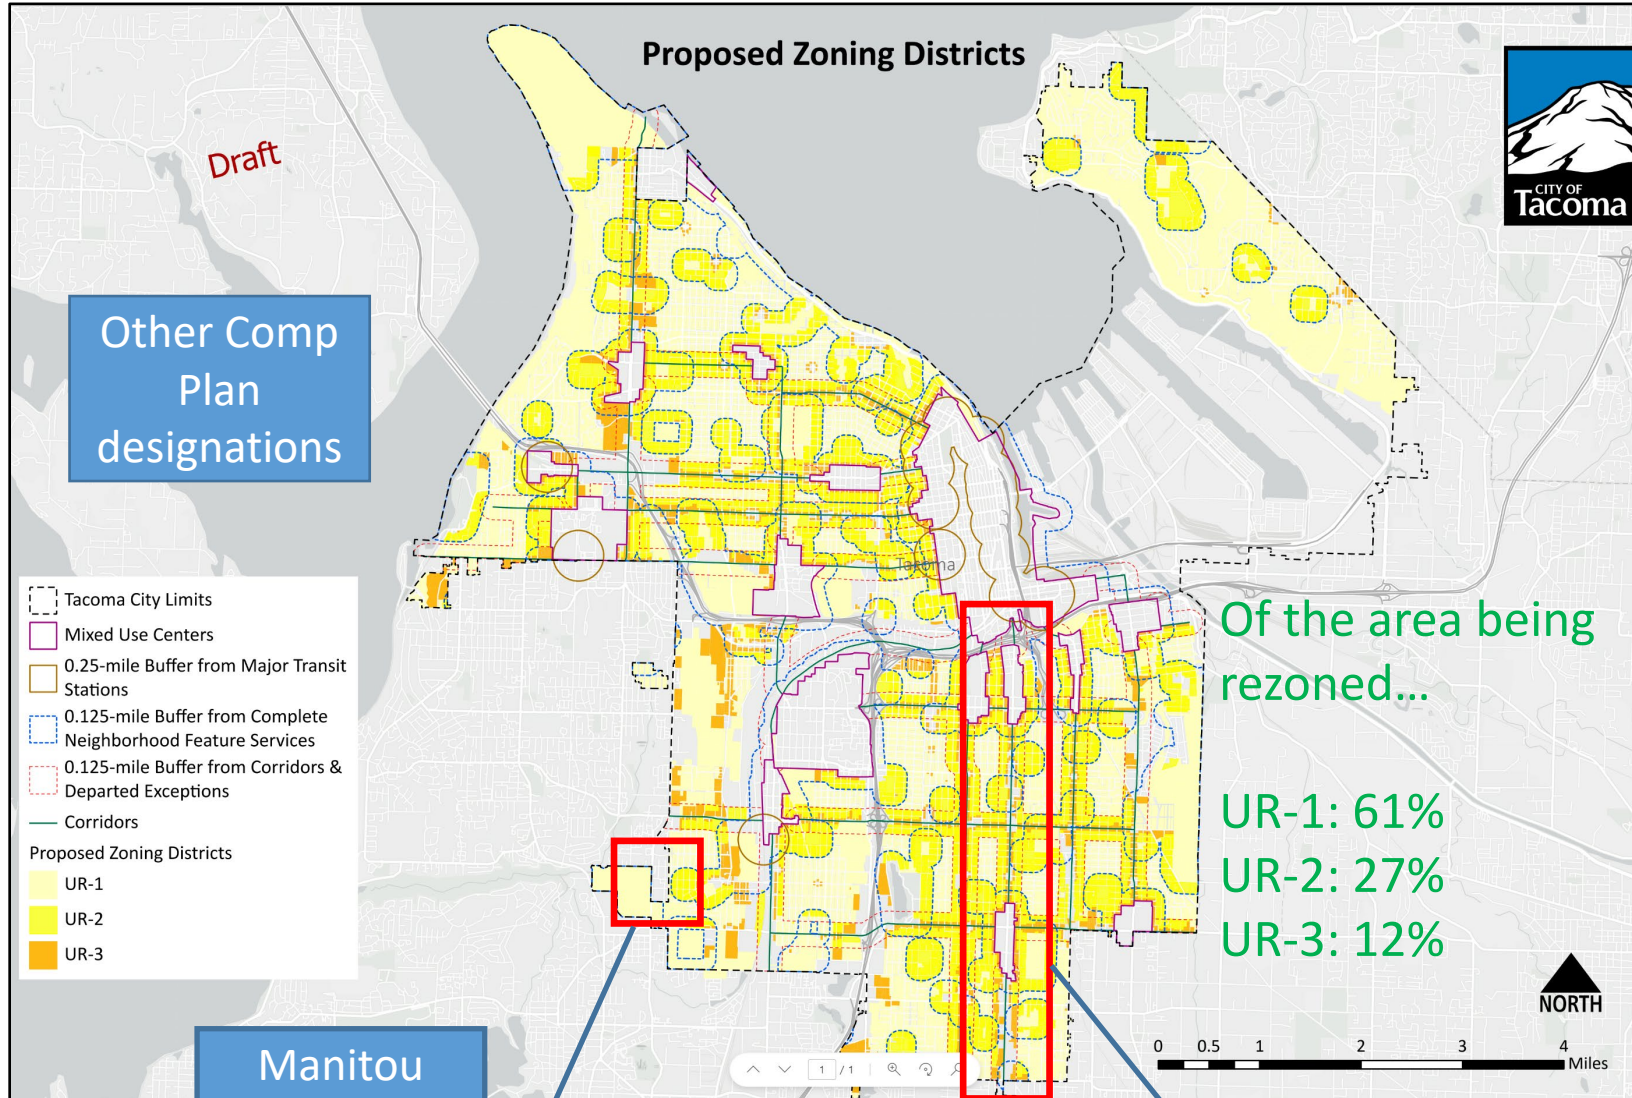 Proposed Zoning Districts
Draft
CITY OF
Tacoma
Other Comp
Plan
designations
Tacoma
Tacoma City Limits
Mixed Use Centers
0.25-mile Buffer from Major Transit
Stations
0.125-mile Buffer from Complete
Neighborhood Feature Services
0.125-mile Buffer from Corridors &
Departed Exceptions
Corridors
Proposed Zoning Districts
UR-1
UR-2
UR-3
Of the area being
rezoned...
UR-1: 61%
UR-2: 27%
UR-3: 12%
NORTH
0 0.5 1 2 3 4
Miles
Manitou
1 / 1